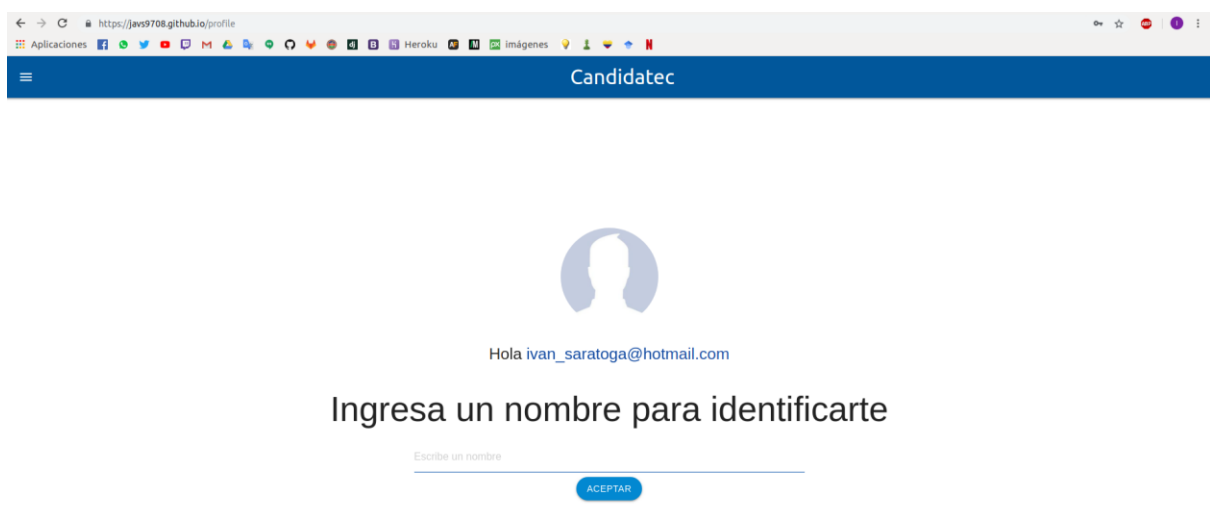 https://javs9708.github.io/profile
Aplicaciones Heroku imágenes
Candidatec
Hola ivan_saratoga@hotmail.com
Ingresa un nombre para identificarte
Escribe un nombre
ACEPTAR